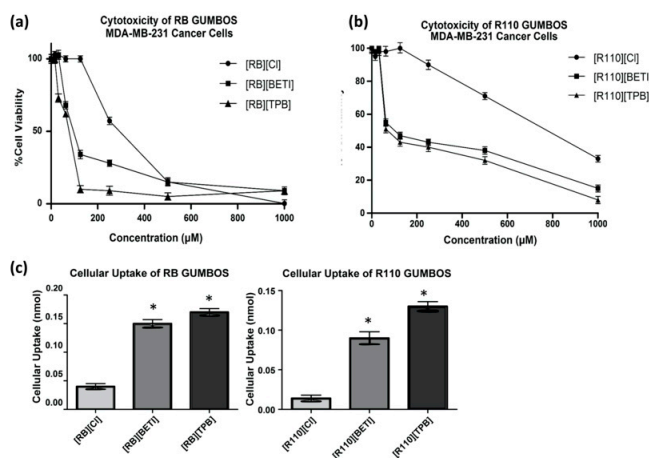 (a)
Cytotoxicity of RB GUMBOS
MDA-MB-231 Cancer Cells
[RB][Cl]
[RB][BETI]
[RB][TPB]
%Cell Viability
100
50
0
0
200
400
600
800
1000
Concentration (µM)
(b)
Cytotoxicity of R110 GUMBOS
MDA-MB-231 Cancer Cells
[R110][Cl]
[R110][BETI]
[R110][TPB]
100
80
60
40
20
0
0
200
400
600
800
1000
Concentration (µM)
(c)
Cellular Uptake of RB GUMBOS
Cellular Uptake (nmol)
0.20
0.15
0.10
0.05
0.00
*
*
[RB][Cl]
[RB][BETI]
[RB][TPB]
Cellular Uptake of R110 GUMBOS
Cellular Uptake (nmol)
0.15
0.10
0.05
0.00
*
*
[R110][Cl]
[R110][BETI]
[R110][TPB]